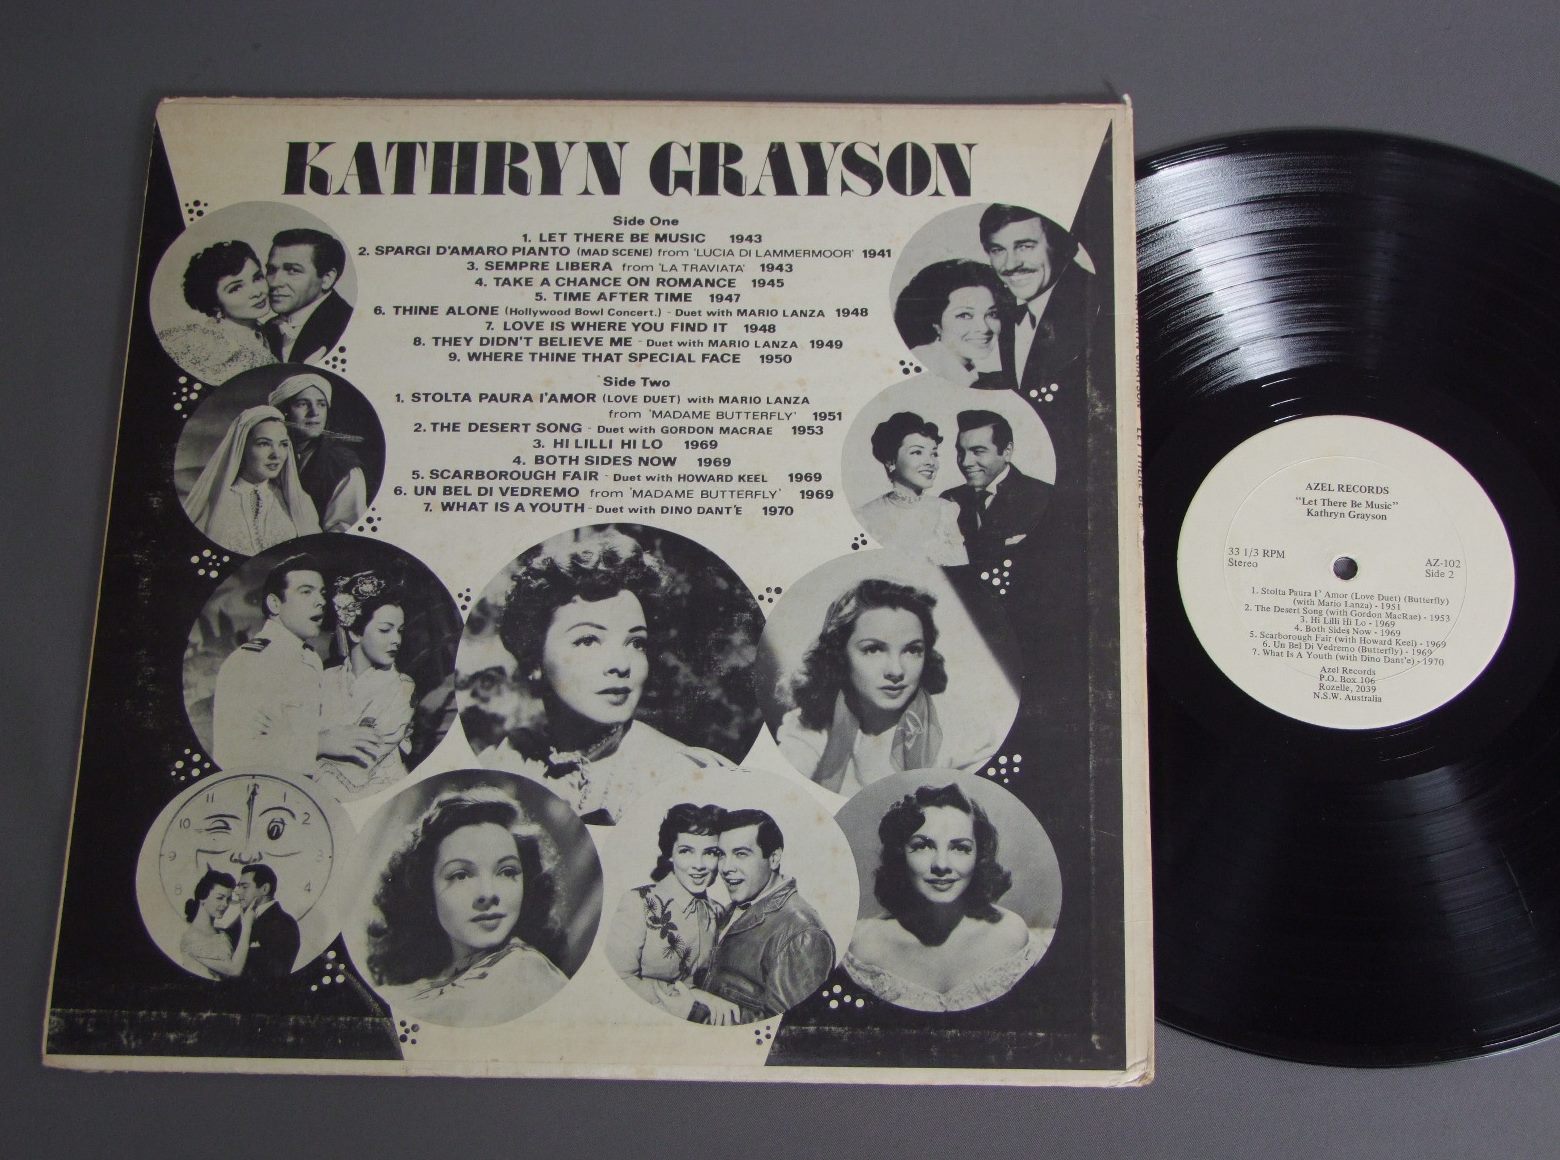 KATHRYN GRAYSON
Side One
1. LET THERE BE MUSIC 1943
2. SPARGI D'AMARO PIANTO (MAD SCENE) from 'LUCIA DI LAMMERMOOR' 1941
3. SEMPRE LIBERA from 'LA TRAVIATA' 1943
4. TAKE A CHANCE ON ROMANCE 1945
5. TIME AFTER TIME 1947
6. THINE ALONE (Hollywood Bowl Concert.) - Duet with MARIO LANZA 1948
7. LOVE IS WHERE YOU FIND IT 1948
8. THEY DIDN'T BELIEVE ME - Duet with MARIO LANZA 1949
9. WHERE THINE THAT SPECIAL FACE 1950
Side Two
1. STOLTA PAURA I'AMOR (LOVE DUET) with MARIO LANZA
from 'MADAME BUTTERFLY' 1951
2. THE DESERT SONG - Duet with GORDON MACRAE 1953
3. HI LILLI HI LO 1969
4. BOTH SIDES NOW 1969
5. SCARBOROUGH FAIR - Duet with HOWARD KEEL 1969
6. UN BEL DI VEDREMO from 'MADAME BUTTERFLY' 1969
7. WHAT IS A YOUTH - Duet with DINO DANT'E 1970
11 12 1
10 2
9 3
8 4
AZEL RECORDS
"Let There Be Music"
Kathryn Grayson
33 1/3 RPM
Stereo
AZ-102
Side 2
1. Stolta Paura I' Amor (Love Duet) (Butterfly)
(with Mario Lanza) - 1951
2. The Desert Song (with Gordon MacRae) - 1953
3. Hi Lilli Hi Lo - 1969
4. Both Sides Now - 1969
5. Scarborough Fair (with Howard Keel) - 1969
6. Un Bel Di Vedremo (Butterfly) - 1969
7. What Is A Youth (with Dino Dant'e) - 1970
Azel Records
P.O. Box 106
Rozelle, 2039
N.S.W. Australia